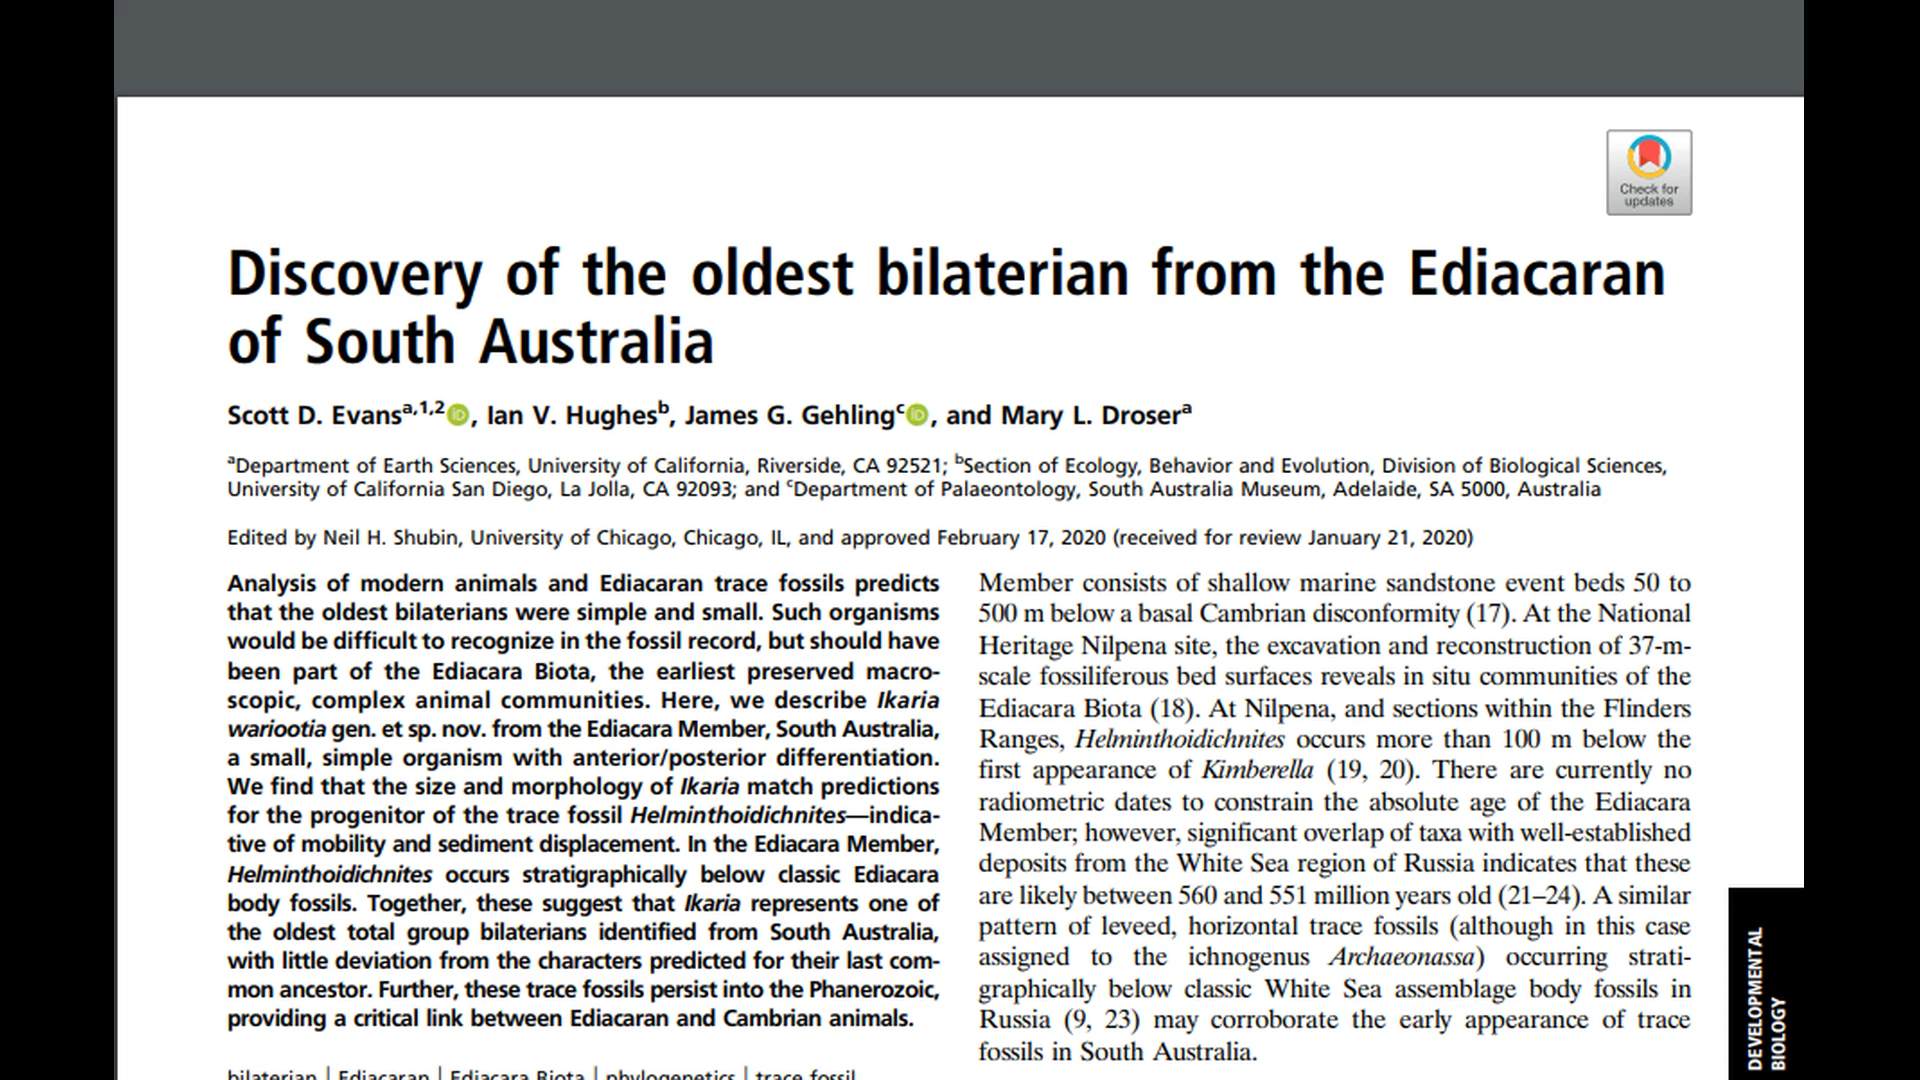 Check for
updates
Discovery of the oldest bilaterian from the Ediacaran
of South Australia
Scott D. Evansa,1,2 iD, Ian V. Hughesb, James G. Gehlingc iD, and Mary L. Drosera
aDepartment of Earth Sciences, University of California, Riverside, CA 92521; bSection of Ecology, Behavior and Evolution, Division of Biological Sciences,
University of California San Diego, La Jolla, CA 92093; and cDepartment of Palaeontology, South Australia Museum, Adelaide, SA 5000, Australia
Edited by Neil H. Shubin, University of Chicago, Chicago, IL, and approved February 17, 2020 (received for review January 21, 2020)
Analysis of modern animals and Ediacaran trace fossils predicts
that the oldest bilaterians were simple and small. Such organisms
would be difficult to recognize in the fossil record, but should have
been part of the Ediacara Biota, the earliest preserved macro-
scopic, complex animal communities. Here, we describe Ikaria
wariootia gen. et sp. nov. from the Ediacara Member, South Australia,
a small, simple organism with anterior/posterior differentiation.
We find that the size and morphology of Ikaria match predictions
for the progenitor of the trace fossil Helminthoidichnites—indica-
tive of mobility and sediment displacement. In the Ediacara Member,
Helminthoidichnites occurs stratigraphically below classic Ediacara
body fossils. Together, these suggest that Ikaria represents one of
the oldest total group bilaterians identified from South Australia,
with little deviation from the characters predicted for their last com-
mon ancestor. Further, these trace fossils persist into the Phanerozoic,
providing a critical link between Ediacaran and Cambrian animals.
bilaterian | Ediacaran | Ediacara Biota | phylogenetics | trace fossil
Member consists of shallow marine sandstone event beds 50 to
500 m below a basal Cambrian disconformity (17). At the National
Heritage Nilpena site, the excavation and reconstruction of 37-m-
scale fossiliferous bed surfaces reveals in situ communities of the
Ediacara Biota (18). At Nilpena, and sections within the Flinders
Ranges, Helminthoidichnites occurs more than 100 m below the
first appearance of Kimberella (19, 20). There are currently no
radiometric dates to constrain the absolute age of the Ediacara
Member; however, significant overlap of taxa with well-established
deposits from the White Sea region of Russia indicates that these
are likely between 560 and 551 million years old (21–24). A similar
pattern of leveed, horizontal trace fossils (although in this case
assigned to the ichnogenus Archaeonassa) occurring strati-
graphically below classic White Sea assemblage body fossils in
Russia (9, 23) may corroborate the early appearance of trace
fossils in South Australia.
DEVELOPMENTAL
BIOLOGY